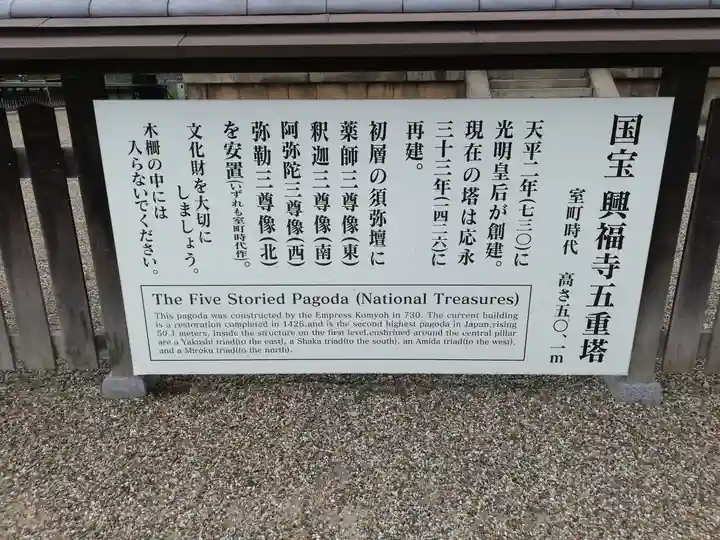 国宝 興福寺五重塔
室町時代 高さ五〇、一m
天平二年(七三〇)に
光明皇后が創建。
現在の塔は応永
三十三年(一四二六)に
再建。
初層の須弥壇に
薬師三尊像(東)
釈迦三尊像(南)
阿弥陀三尊像(西)
弥勒三尊像(北)
を安置(いずれも室町時代作)。
文化財を大切に
しましょう。
木柵の中には
入らないでください。
The Five Storied Pagoda (National Treasures)
This pagoda was constructed by the Empress Komyoh in 730. The current building
is a restoration completed in 1426,and is the second highest pagoda in Japan,rising
50.1 meters. Inside the structure on the first level,enshrined around the central pillar
are a Yakushi triad(to the east), a Shaka triad(to the south), an Amida triad(to the west),
and a Miroku triad(to the north).